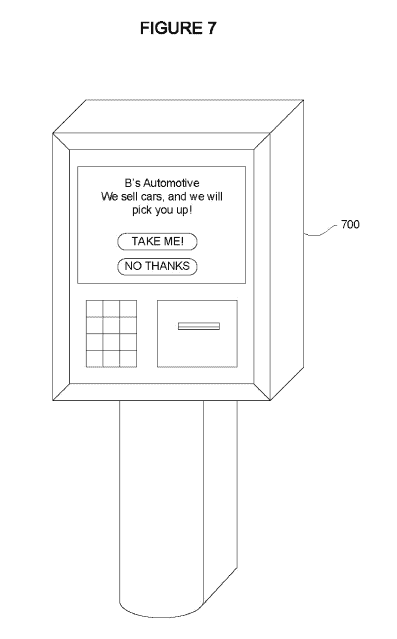 FIGURE 7
B's Automotive
We sell cars, and we will
pick you up!
TAKE ME!
NO THANKS
700